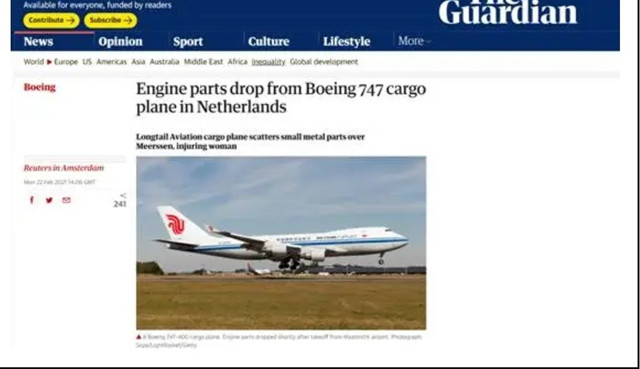 Available for everyone, funded by readers
Contribute → Subscribe →
The
Guardian
News Opinion Sport Culture Lifestyle More
World Europe US Americas Asia Australia Middle East Africa Inequality Global development
Boeing
Engine parts drop from Boeing 747 cargo
plane in Netherlands
Longtail Aviation cargo plane scatters small metal parts over
Meerssen, injuring woman
Reuters in Amsterdam
Mon 22 Feb 2021 14.06 GMT
241
A Boeing 747-400 cargo plane. Engine parts dropped shortly after takeoff from Maastricht airport. Photograph: